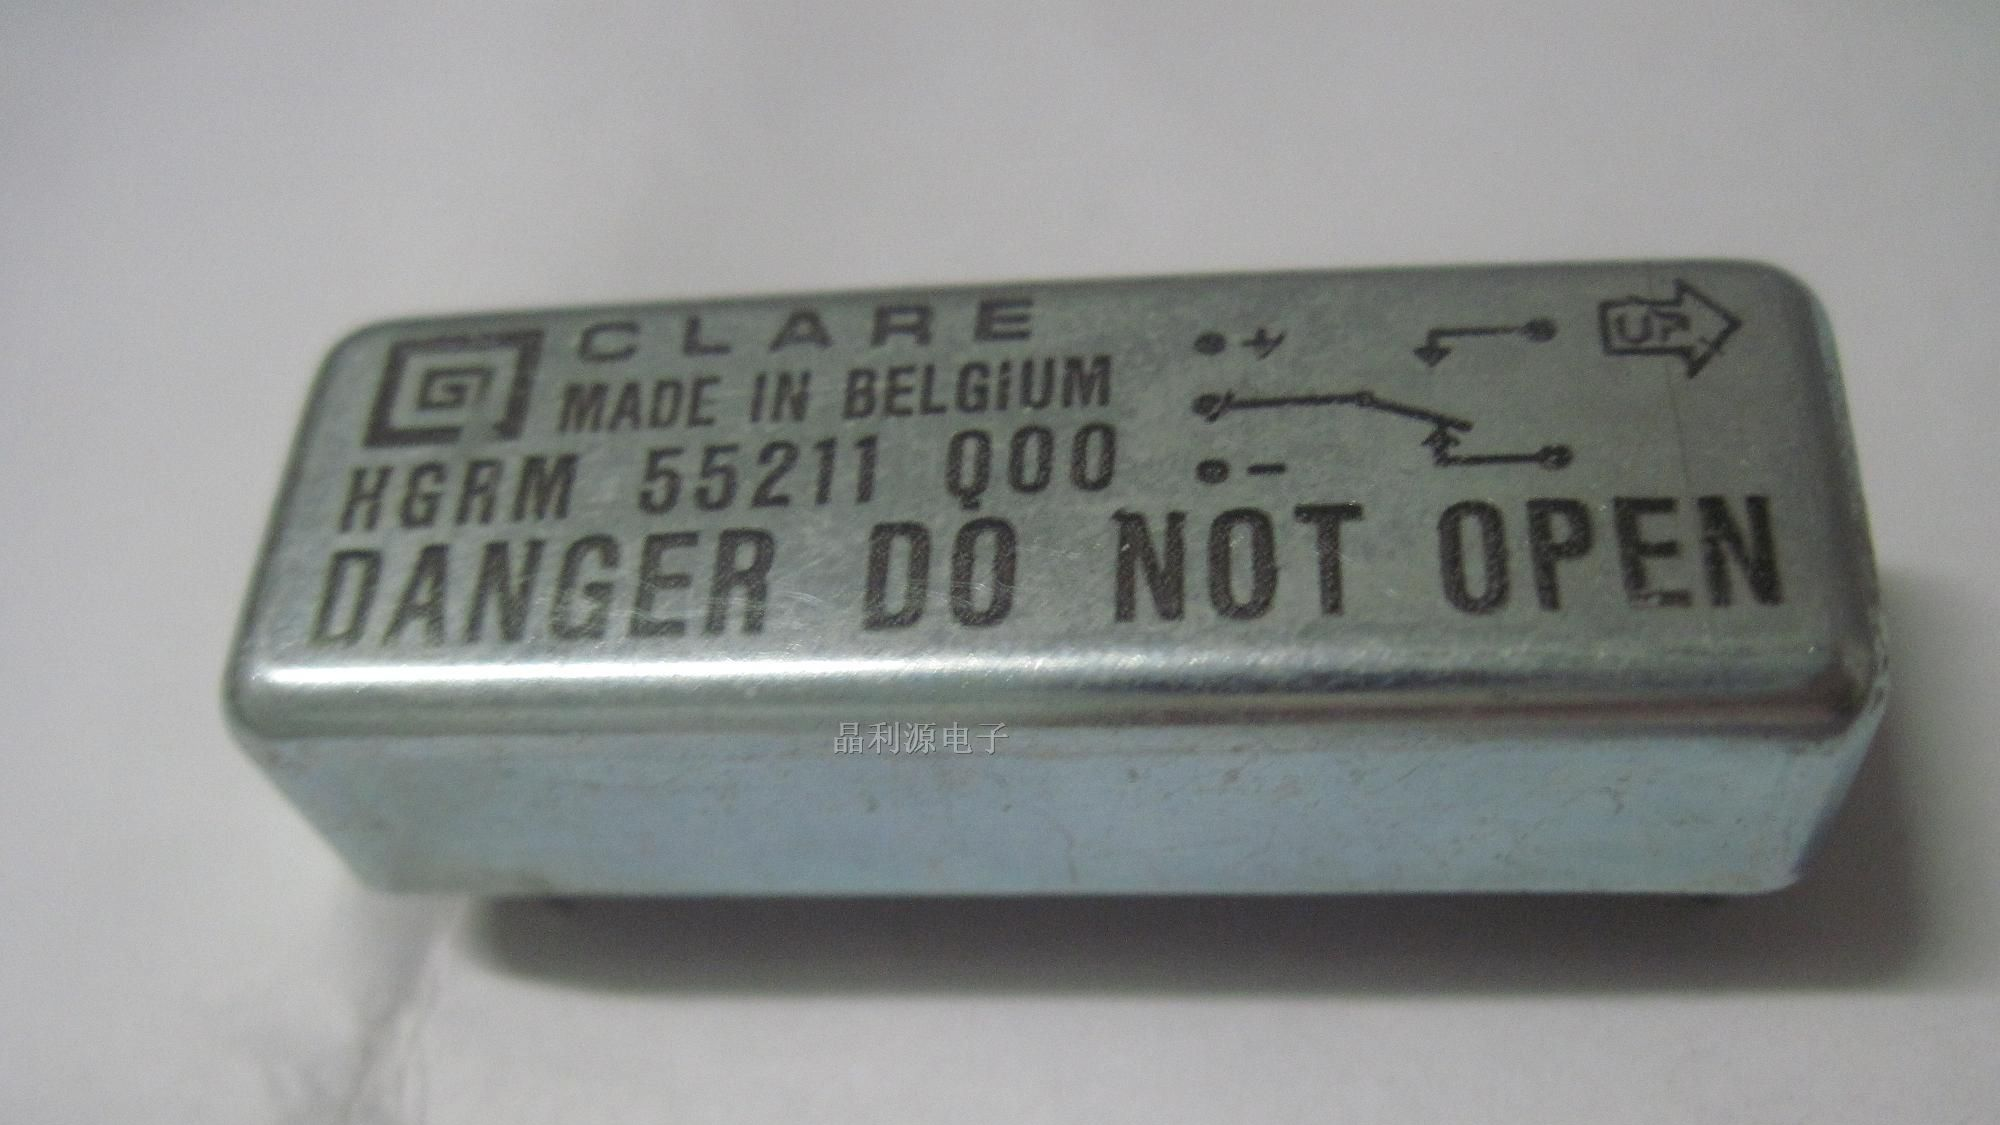 CLARE
MADE IN BELGiUM
HGRM 55211 Q00
+
-
UP
DANGER DO NOT OPEN
晶利源电子